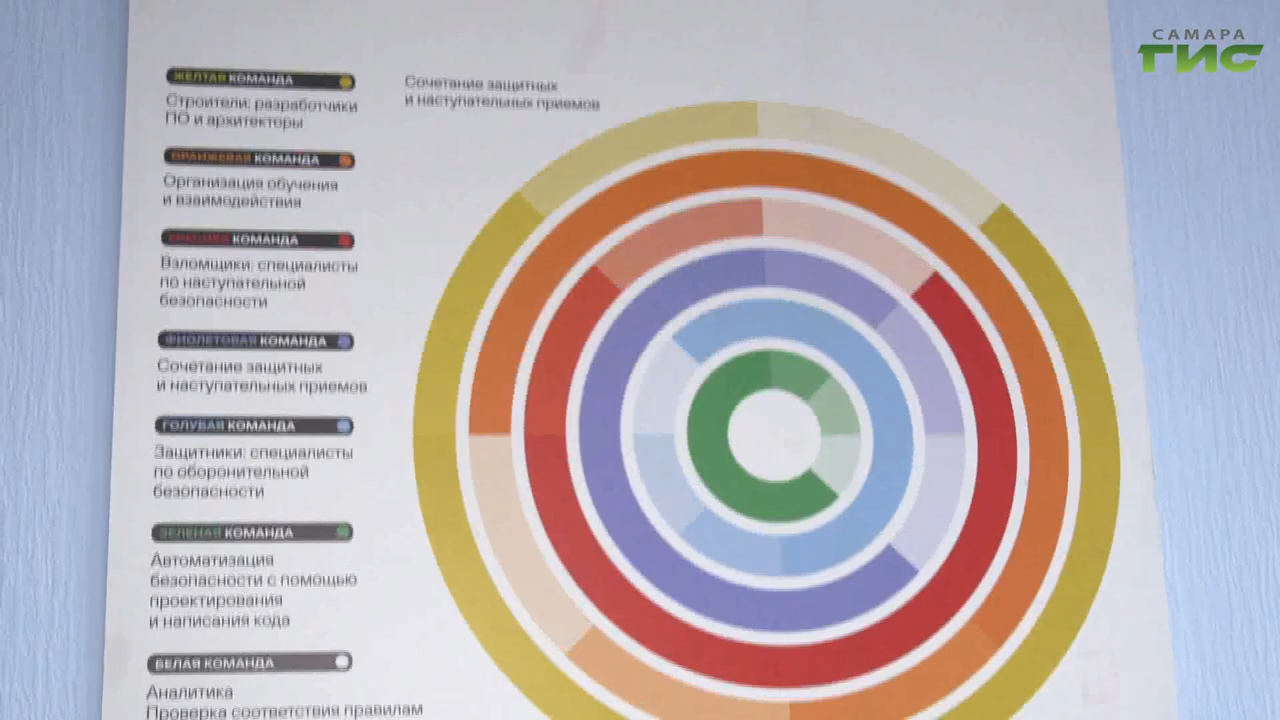 САМАРА
ГИС
ЖЕЛТАЯ КОМАНДА
Строители: разработчики
ПО и архитекторы
ОРАНЖЕВАЯ КОМАНДА
Организация обучения
и взаимодействия
КРАСНАЯ КОМАНДА
Взломщики: специалисты
по наступательной
безопасности
ФИОЛЕТОВАЯ КОМАНДА
Сочетание защитных
и наступательных приемов
ГОЛУБАЯ КОМАНДА
Защитники: специалисты
по оборонительной
безопасности
ЗЕЛЕНАЯ КОМАНДА
Автоматизация
безопасности с помощью
проектирования
и написания кода
БЕЛАЯ КОМАНДА
Аналитика
Проверка соответствия правилам
Сочетание защитных
и наступательных приемов